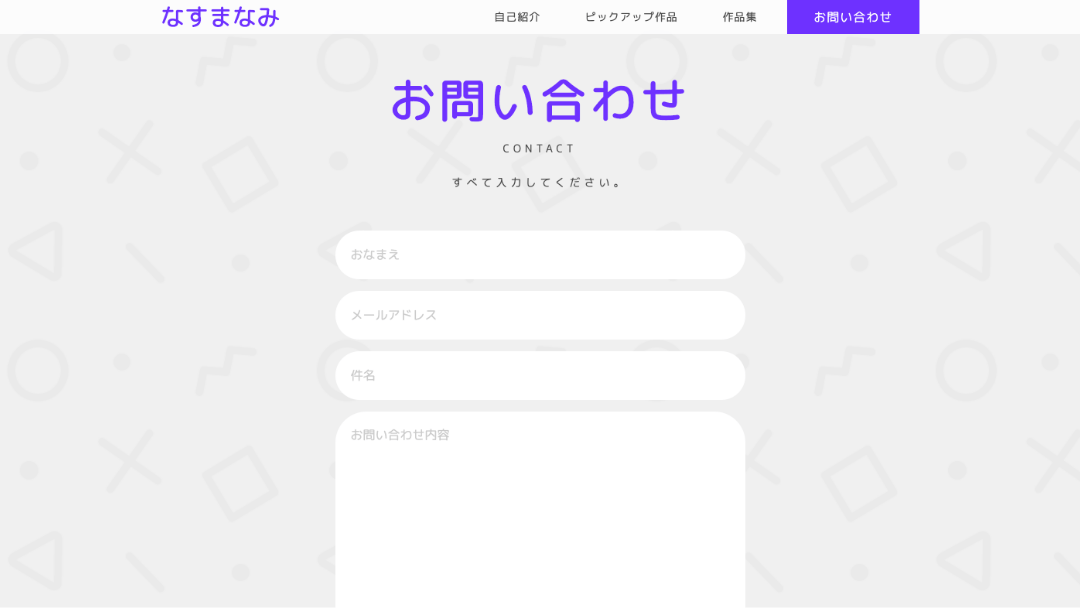 なすまなみ
自己紹介 ピックアップ作品 作品集 お問い合わせ
お問い合わせ
CONTACT
すべて入力してください。
おなまえ
メールアドレス
件名
お問い合わせ内容